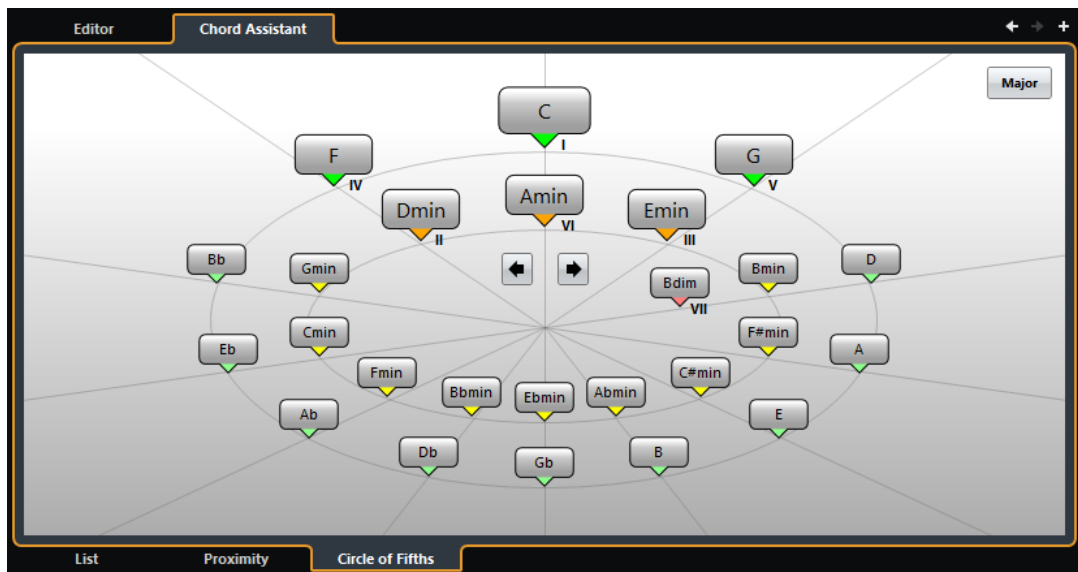 Editor
Chord Assistant
Major
C
I
F
IV
G
V
Dmin
II
Amin
VI
Emin
III
Bb
Gmin
Bdim
VII
Bmin
D
Eb
Cmin
F#min
A
Fmin
Bbmin
Ebmin
Abmin
C#min
Ab
E
Db
Gb
B
List
Proximity
Circle of Fifths